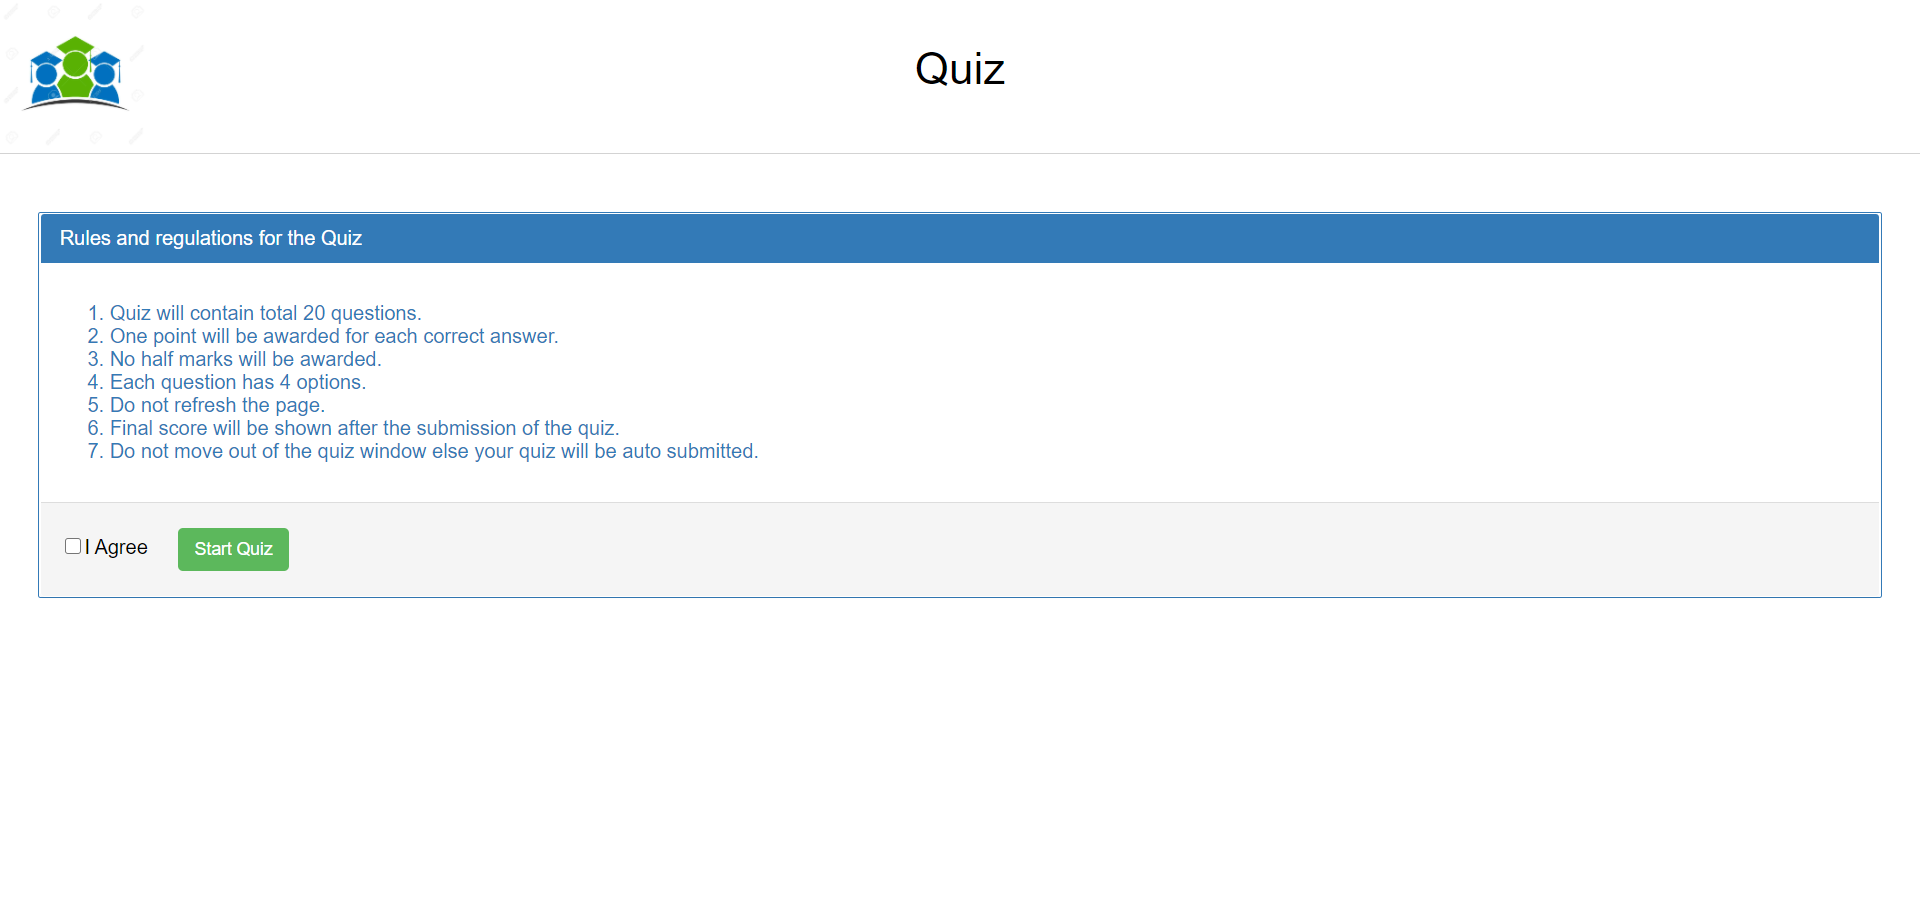 Quiz
Rules and regulations for the Quiz
1. Quiz will contain total 20 questions.
2. One point will be awarded for each correct answer.
3. No half marks will be awarded.
4. Each question has 4 options.
5. Do not refresh the page.
6. Final score will be shown after the submission of the quiz.
7. Do not move out of the quiz window else your quiz will be auto submitted.
I Agree
Start Quiz